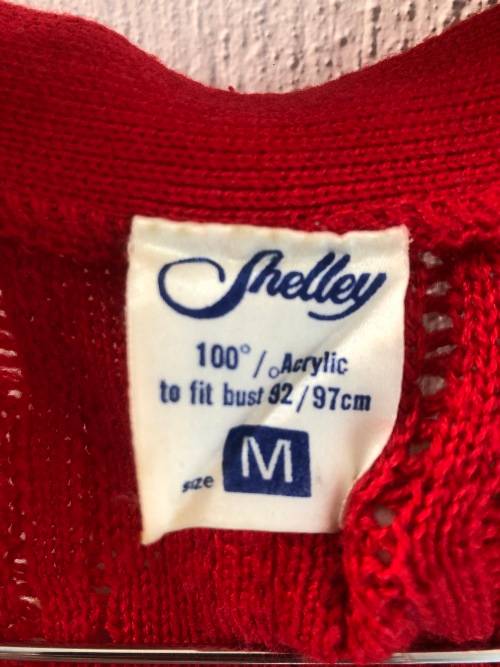 Shelley
100°/o Acrylic
to fit bust 92/97cm
size M